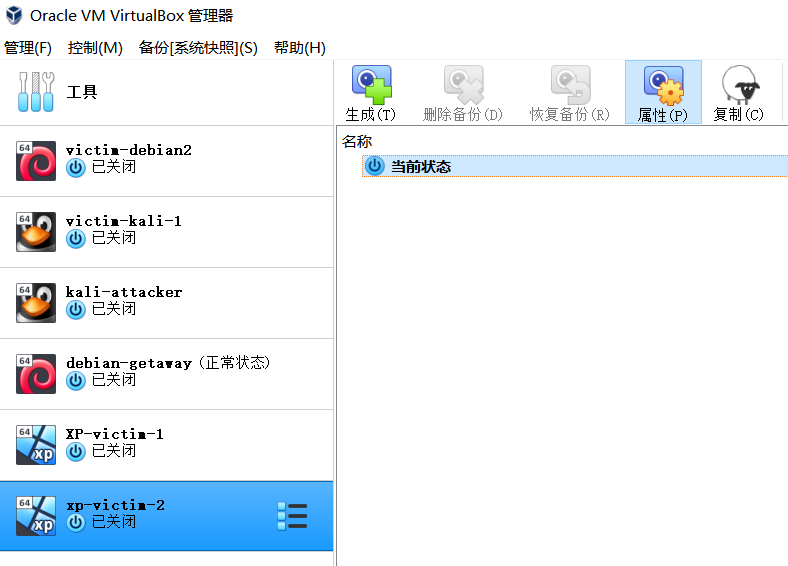 Oracle VM VirtualBox 管理器
管理(F) 控制(M) 备份[系统快照](S) 帮助(H)
工具
生成(T) 删除备份(D) 恢复备份(R) 属性(P) 复制(C)
名称
当前状态
64
victim-debian2
已关闭
64
victim-kali-1
已关闭
64
kali-attacker
已关闭
64
debian-getaway (正常状态)
已关闭
64
xp
XP-victim-1
已关闭
64
xp
xp-victim-2
已关闭